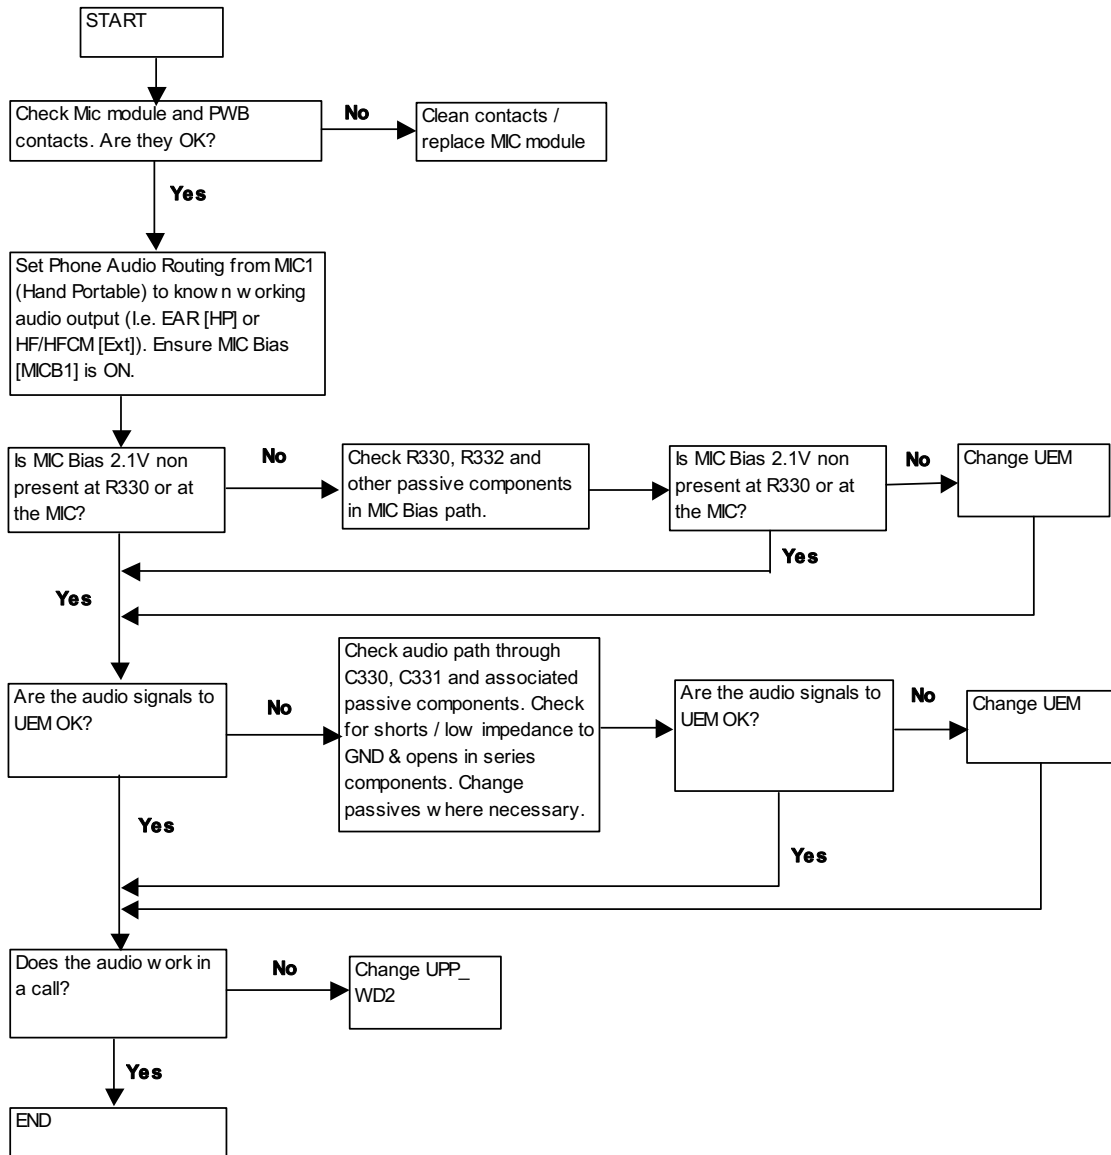 START
Check Mic module and PWB
contacts. Are they OK?
No
Clean contacts /
replace MIC module
Yes
Set Phone Audio Routing from MIC1
(Hand Portable) to known working
audio output (I.e. EAR [HP] or
HF/HFCM [Ext]). Ensure MIC Bias
[MICB1] is ON.
Is MIC Bias 2.1V non
present at R330 or at
the MIC?
No
Check R330, R332 and
other passive components
in MIC Bias path.
Is MIC Bias 2.1V non
present at R330 or at
the MIC?
No
Change UEM
Yes
Yes
Are the audio signals to
UEM OK?
No
Check audio path through
C330, C331 and associated
passive components. Check
for shorts / low impedance to
GND & opens in series
components. Change
passives where necessary.
Are the audio signals to
UEM OK?
No
Change UEM
Yes
Yes
Does the audio work in
a call?
No
Change UPP_
WD2
Yes
END